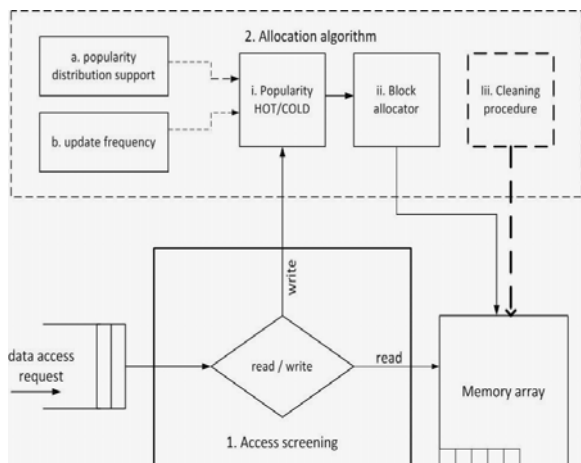 2. Allocation algorithm
a. popularity
distribution support
b. update frequency
i. Popularity
HOT/COLD
ii. Block
allocator
Iii. Cleaning
procedure
write
data access
request
read / write
read
Memory array
1. Access screening